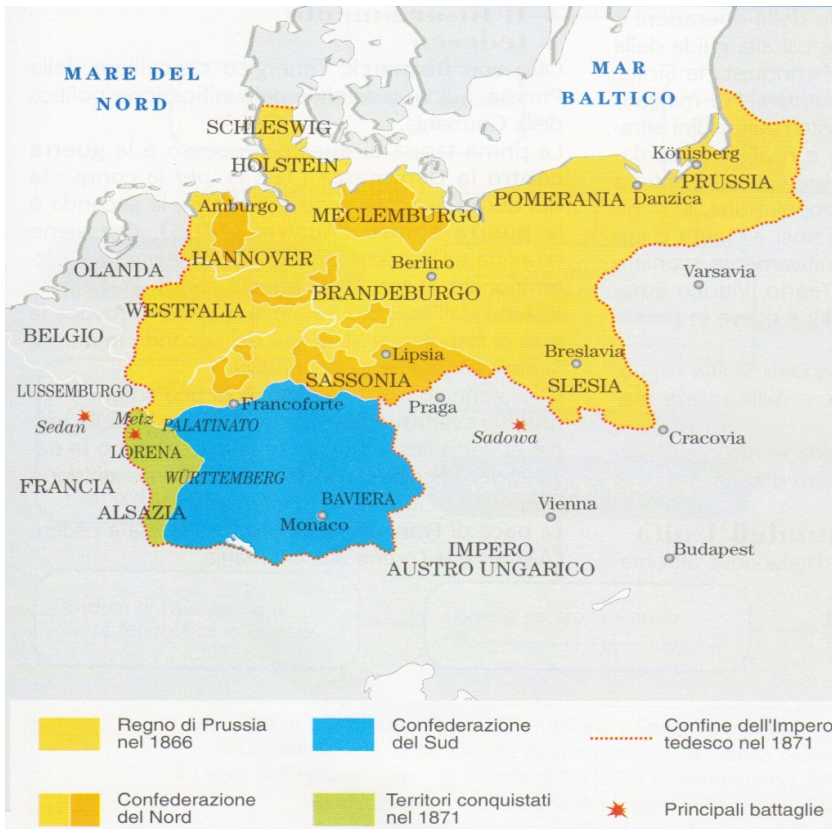 MARE DEL
NORD
MAR
BALTICO
SCHLESWIG
HOLSTEIN
Könisberg
PRUSSIA
POMERANIA
Danzica
Amburgo
MECLEMBURGO
HANNOVER
OLANDA
Berlino
Varsavia
BRANDEBURGO
WESTFALIA
BELGIO
Lipsia
Breslavia
SASSONIA
SLESIA
LUSSEMBURGO
Francoforte
Praga
Sedan
Metz
PALATINATO
Sadowa
Cracovia
LORENA
WÜRTTEMBERG
FRANCIA
BAVIERA
ALSAZIA
Monaco
Vienna
IMPERO
AUSTRO UNGARICO
Budapest
Regno di Prussia
nel 1866
Confederazione
del Sud
Confine dell'Impero
tedesco nel 1871
Confederazione
del Nord
Territori conquistati
nel 1871
Principali battaglie